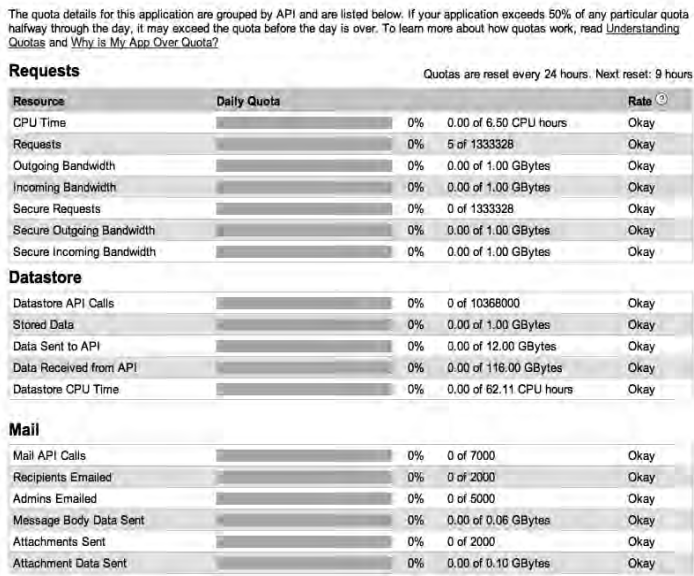 The quota details for this application are grouped by API and are listed below. If your application exceeds 50% of any particular quota
halfway through the day, it may exceed the quota before the day is over. To learn more about how quotas work, read Understanding
Quotas and Why is My App Over Quota?
Requests Quotas are reset every 24 hours. Next reset: 9 hours
Resource Daily Quota Rate ?
CPU Time 0% 0.00 of 6.50 CPU hours Okay
Requests 0% 5 of 1333328 Okay
Outgoing Bandwidth 0% 0.00 of 1.00 GBytes Okay
Incoming Bandwidth 0% 0.00 of 1.00 GBytes Okay
Secure Requests 0% 0 of 1333328 Okay
Secure Outgoing Bandwidth 0% 0.00 of 1.00 GBytes Okay
Secure Incoming Bandwidth 0% 0.00 of 1.00 GBytes Okay
Datastore
Datastore API Calls 0% 0 of 10368000 Okay
Stored Data 0% 0.00 of 1.00 GBytes Okay
Data Sent to API 0% 0.00 of 12.00 GBytes Okay
Data Received from API 0% 0.00 of 116.00 GBytes Okay
Datastore CPU Time 0% 0.00 of 62.11 CPU hours Okay
Mail
Mail API Calls 0% 0 of 7000 Okay
Recipients Emailed 0% 0 of 2000 Okay
Admins Emailed 0% 0 of 5000 Okay
Message Body Data Sent 0% 0.00 of 0.06 GBytes Okay
Attachments Sent 0% 0 of 2000 Okay
Attachment Data Sent 0% 0.00 of 0.10 GBytes Okay